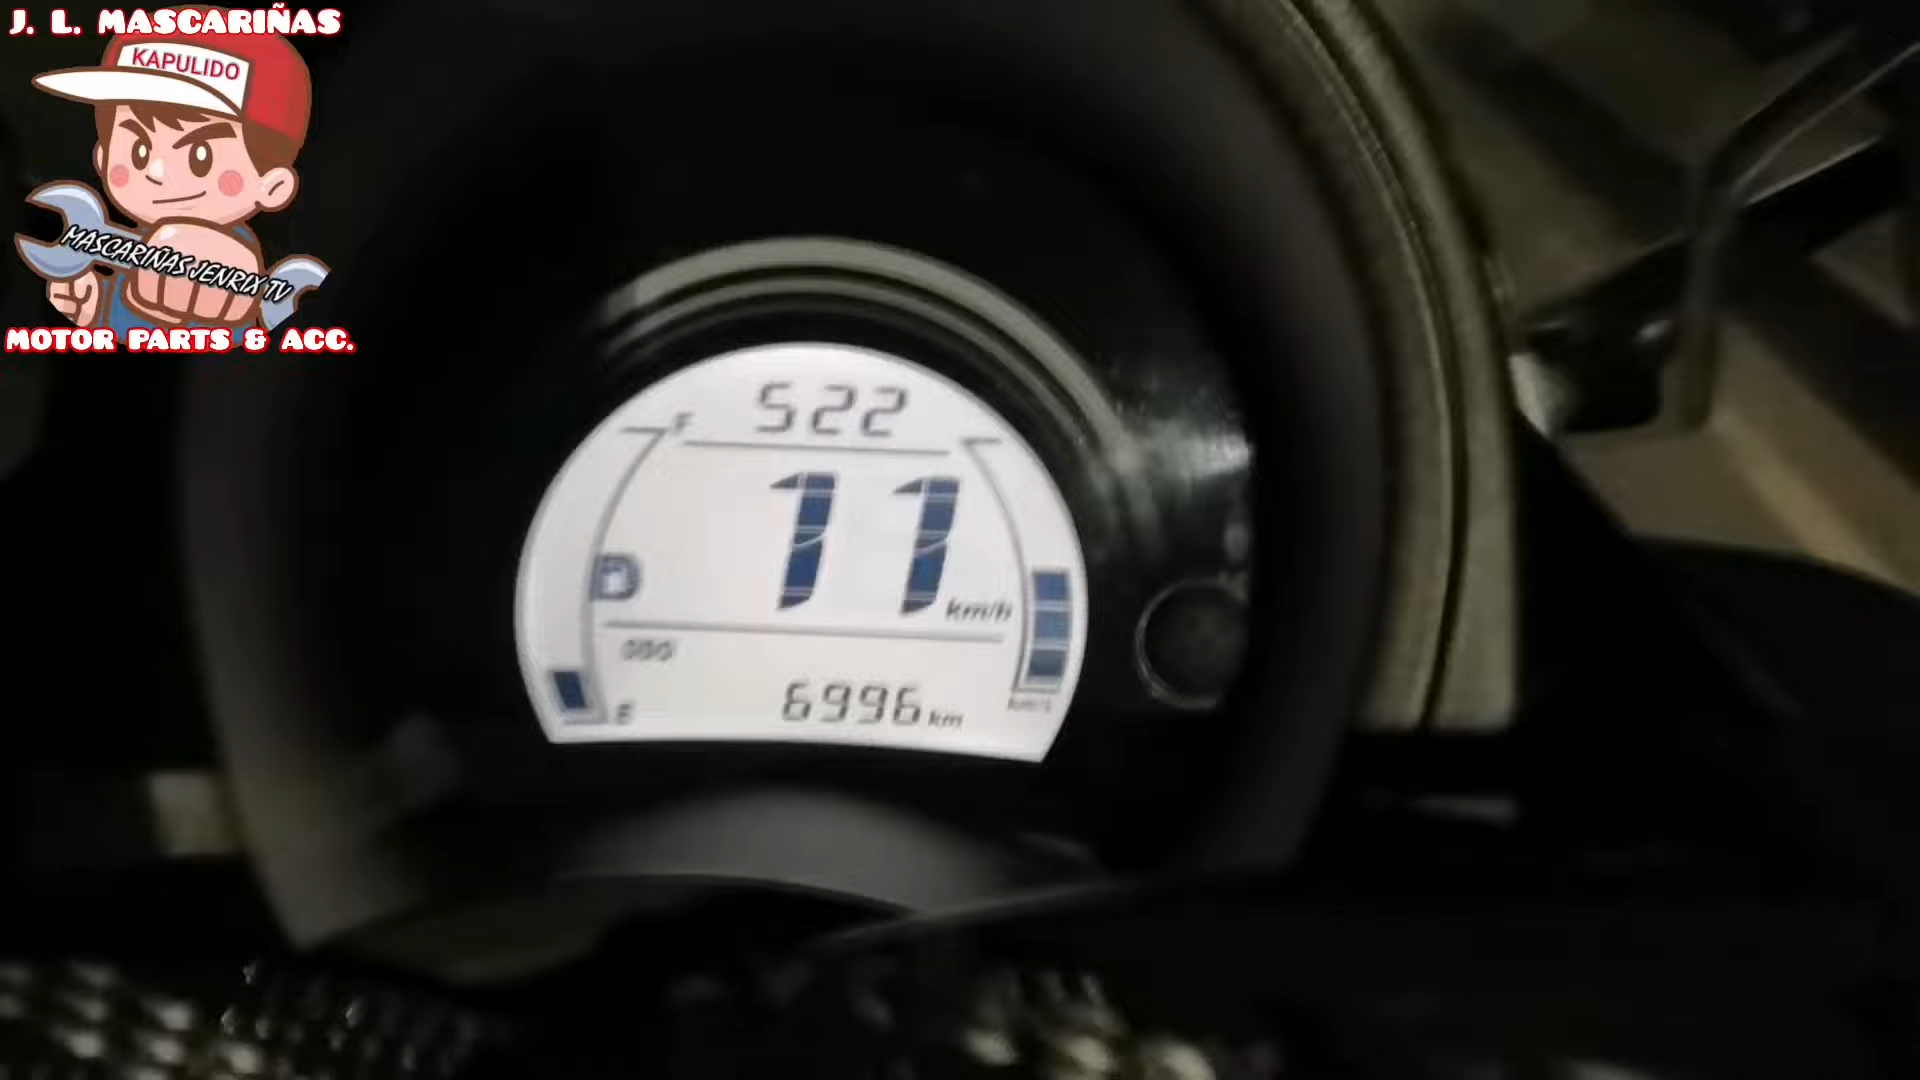 J. L. MASCARIÑAS
KAPULIDO
MASCARIÑAS JENRIX TV
MOTOR PARTS & ACC.
522
F
11
km/h
ODO
6996 km
E